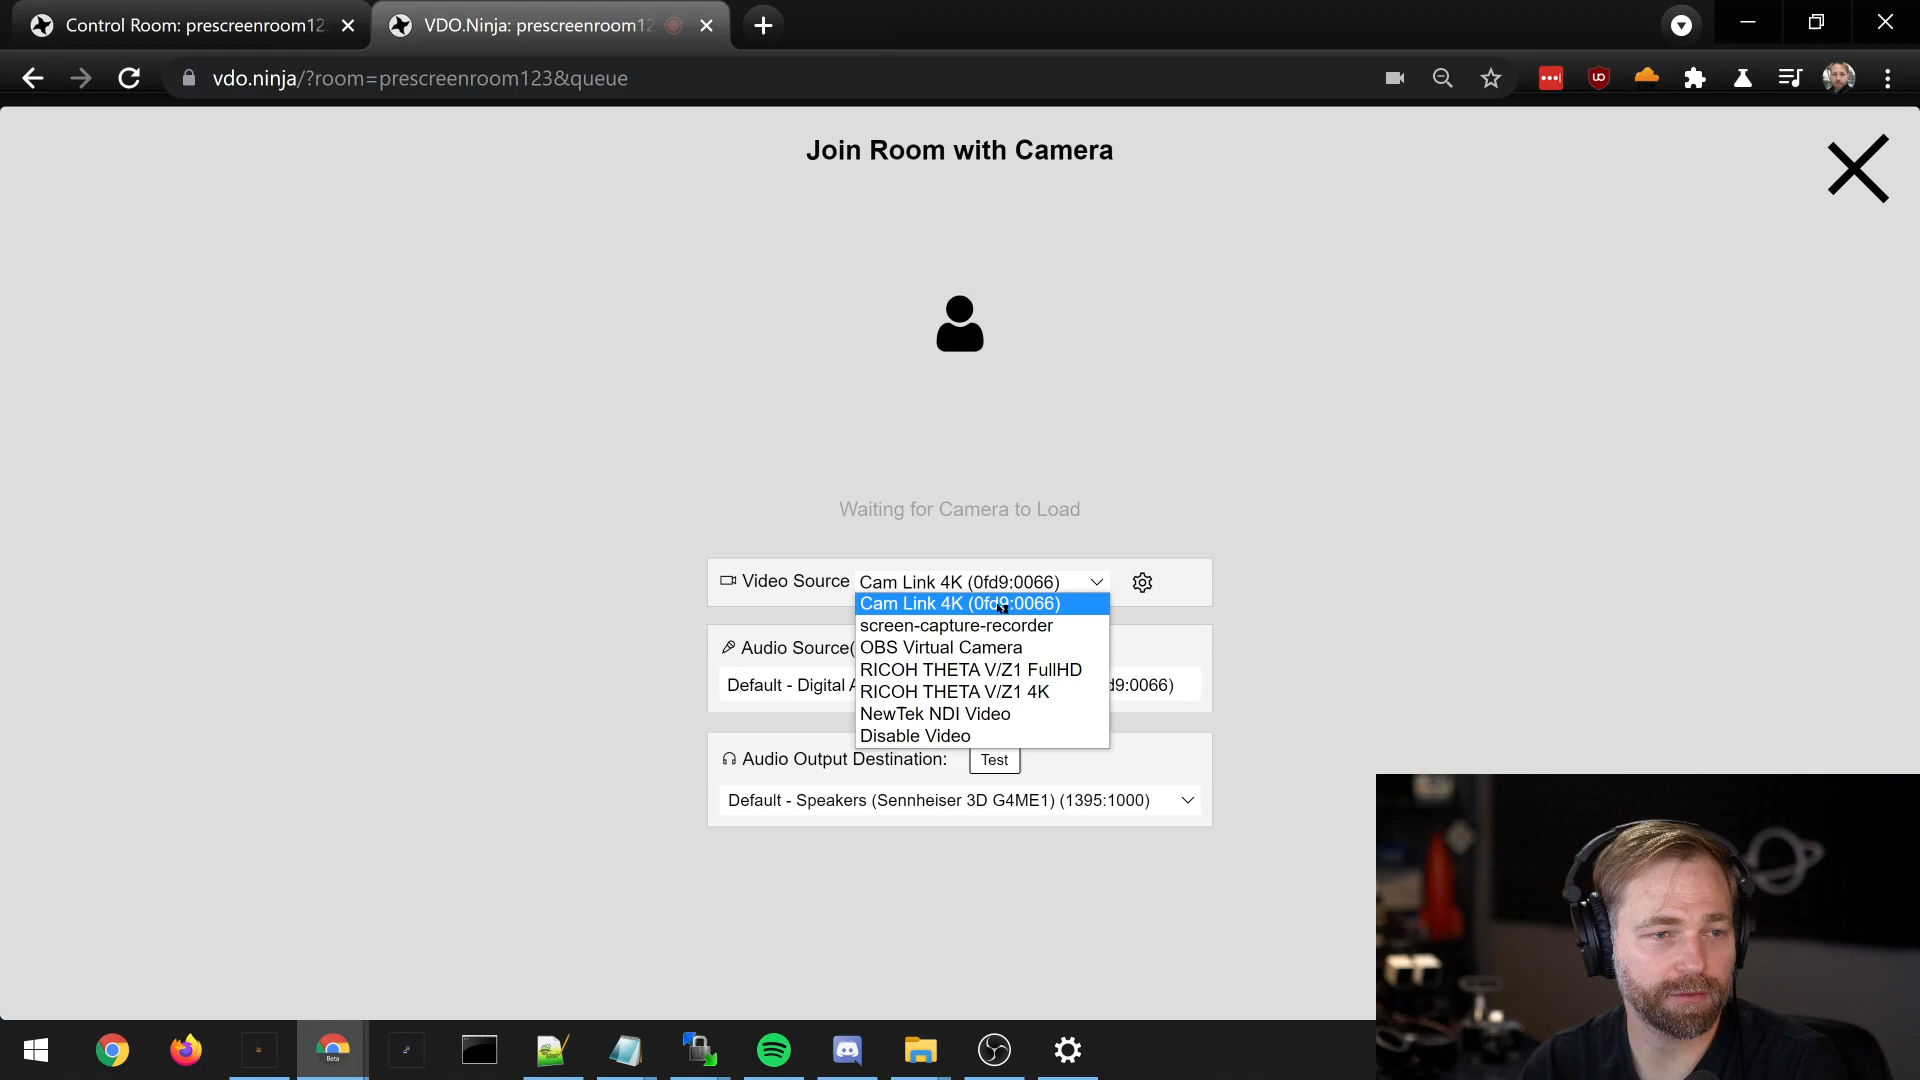 Control Room: prescreenroom12
VDO.Ninja: prescreenroom12
vdo.ninja/?room=prescreenroom123&queue
Join Room with Camera
Waiting for Camera to Load
Video Source
Cam Link 4K (0fd9:0066)
Cam Link 4K (0fd9:0066)
screen-capture-recorder
OBS Virtual Camera
RICOH THETA V/Z1 FullHD
RICOH THETA V/Z1 4K
NewTek NDI Video
Disable Video
Audio Source(
Default - Digital A
d9:0066)
Audio Output Destination:
Test
Default - Speakers (Sennheiser 3D G4ME1) (1395:1000)
Beta